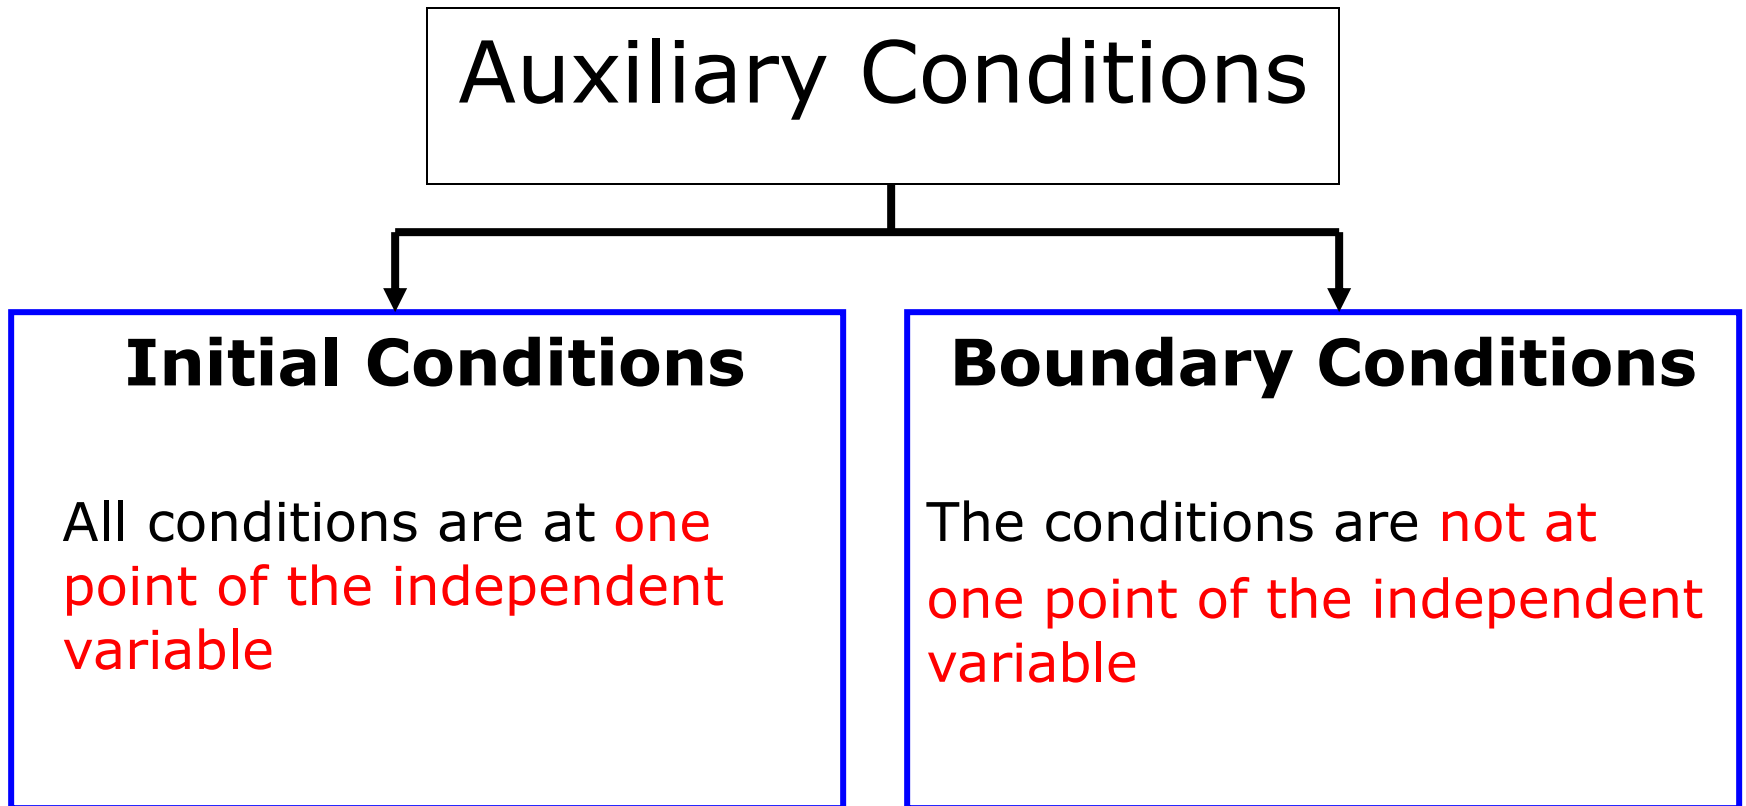 Auxiliary Conditions
Initial Conditions
All conditions are at one
point of the independent
variable
Boundary Conditions
The conditions are not at
one point of the independent
variable